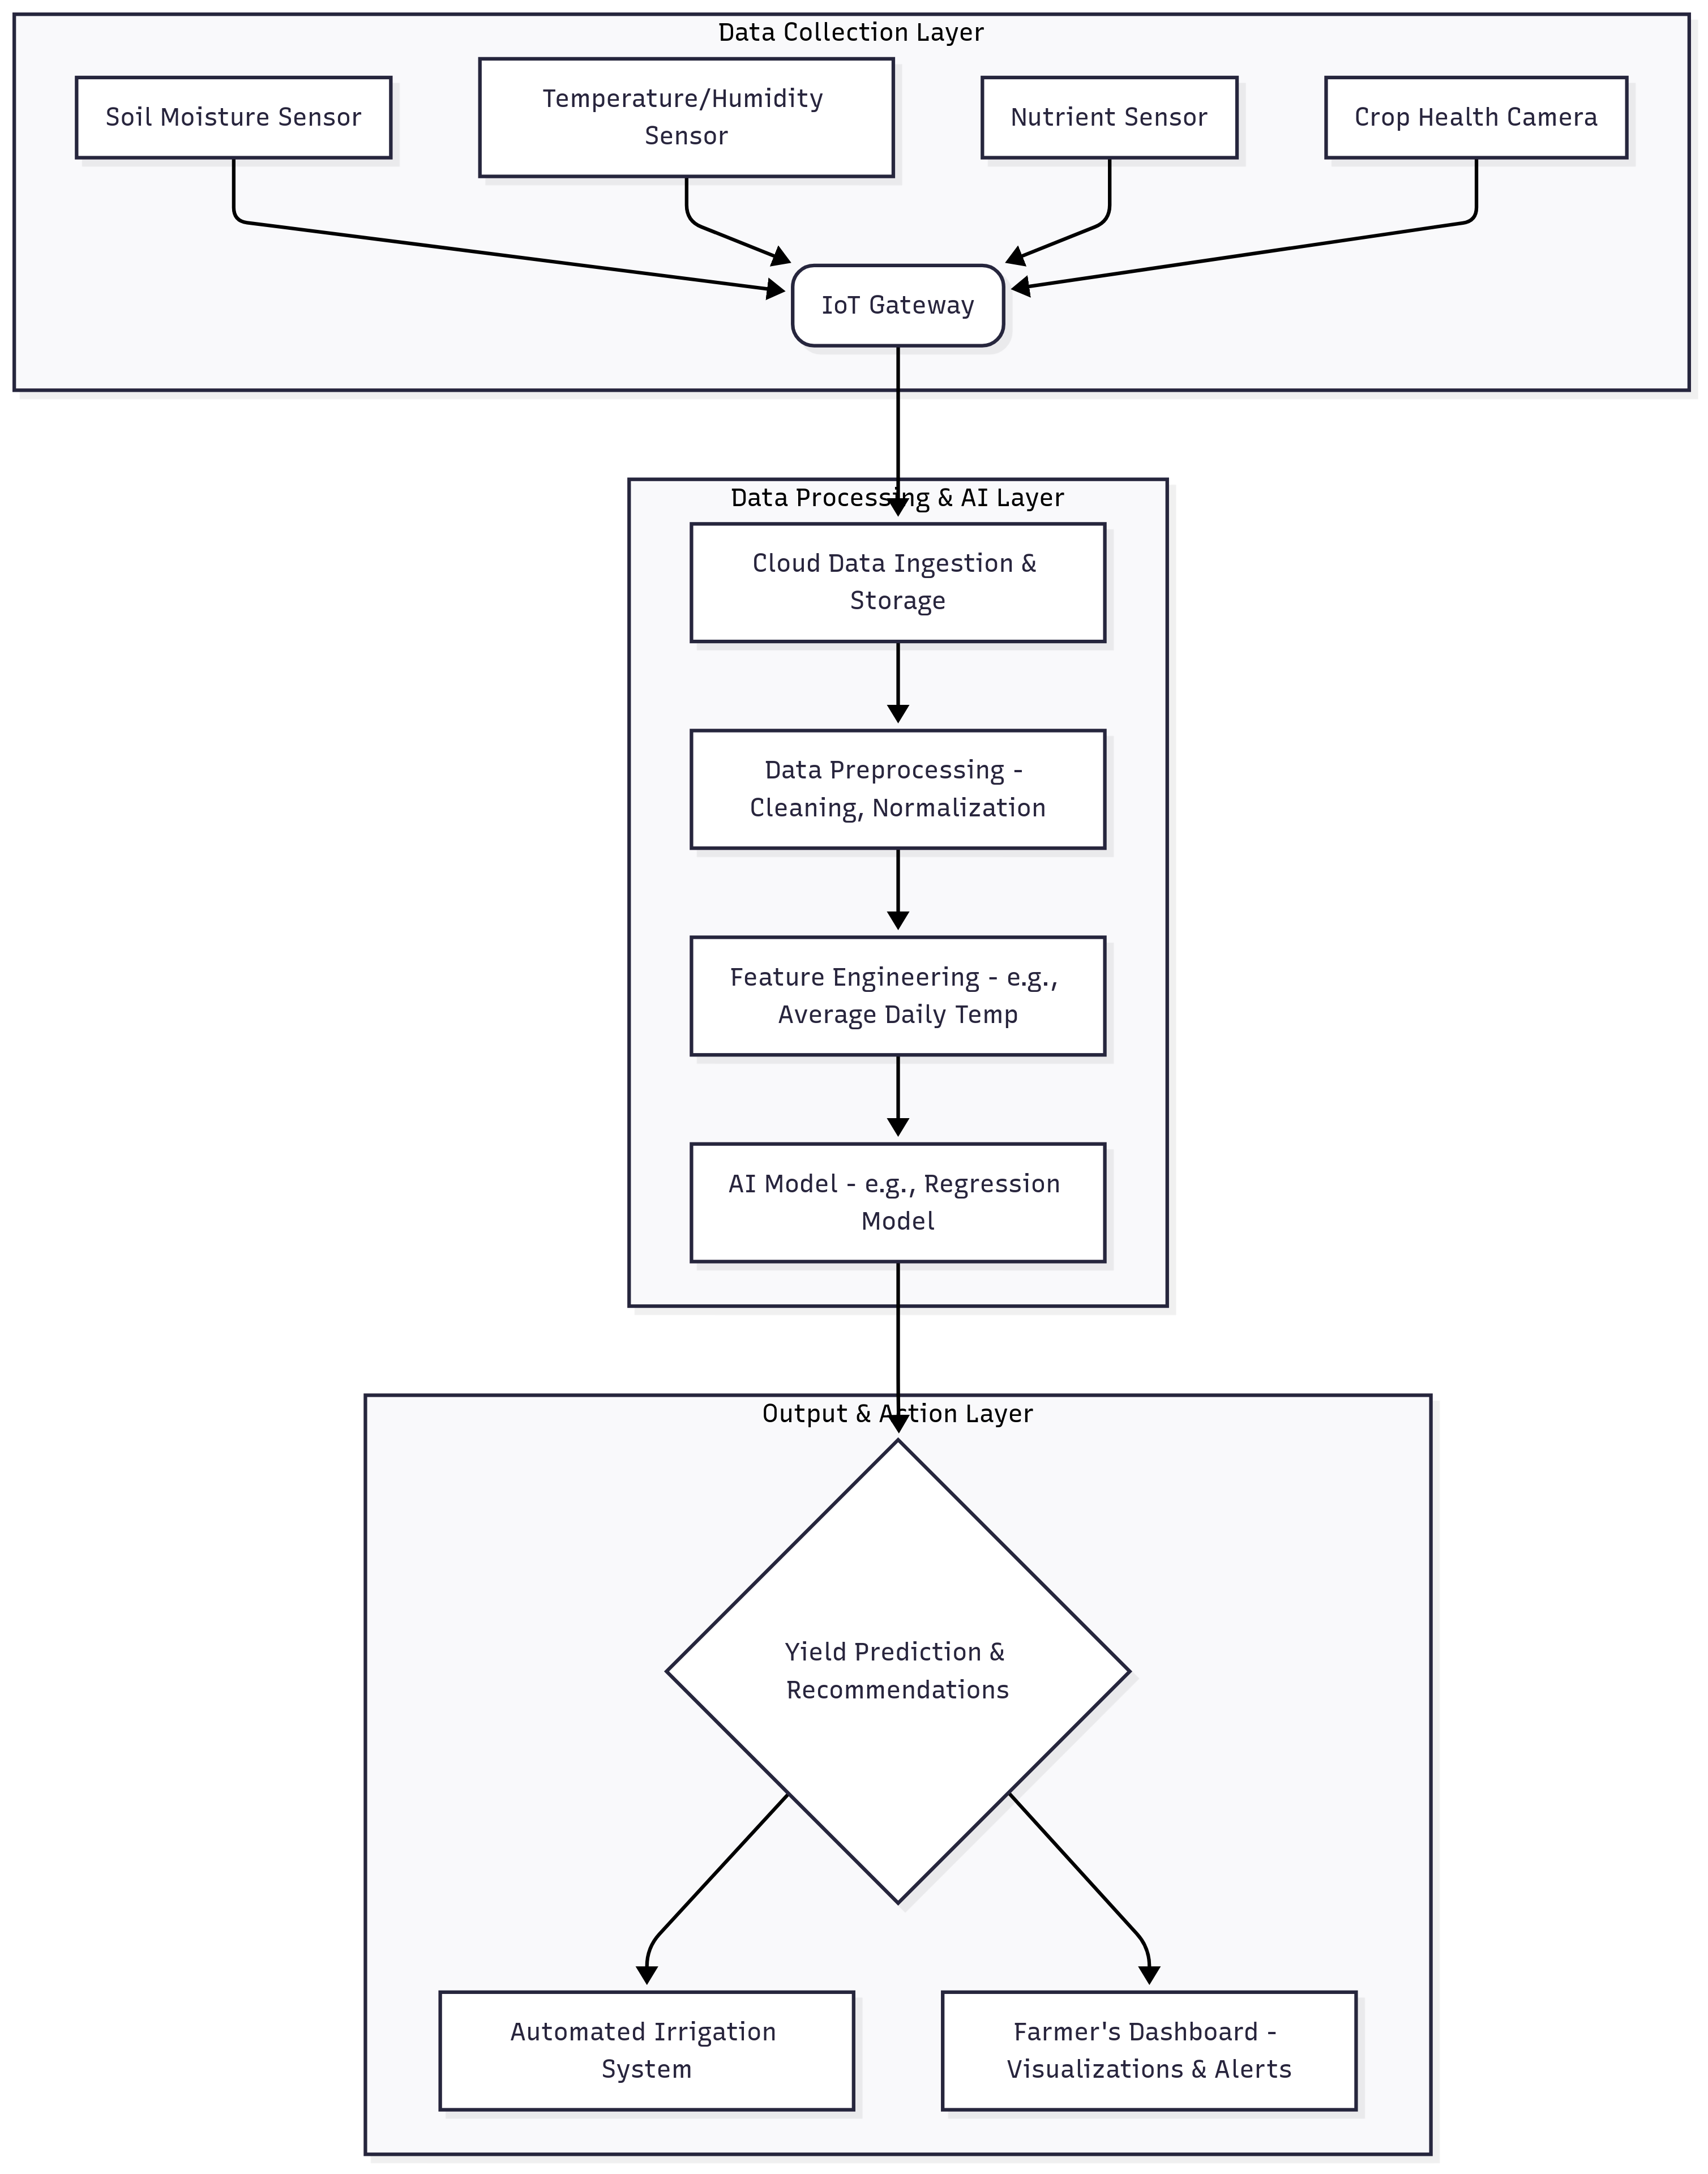 Data Collection Layer
Soil Moisture Sensor
Temperature/Humidity
Sensor
Nutrient Sensor
Crop Health Camera
IoT Gateway
Data Processing & AI Layer
Cloud Data Ingestion &
Storage
Data Preprocessing -
Cleaning, Normalization
Feature Engineering - e.g.,
Average Daily Temp
AI Model - e.g., Regression
Model
Output & Action Layer
Yield Prediction &
Recommendations
Automated Irrigation
System
Farmer's Dashboard -
Visualizations & Alerts